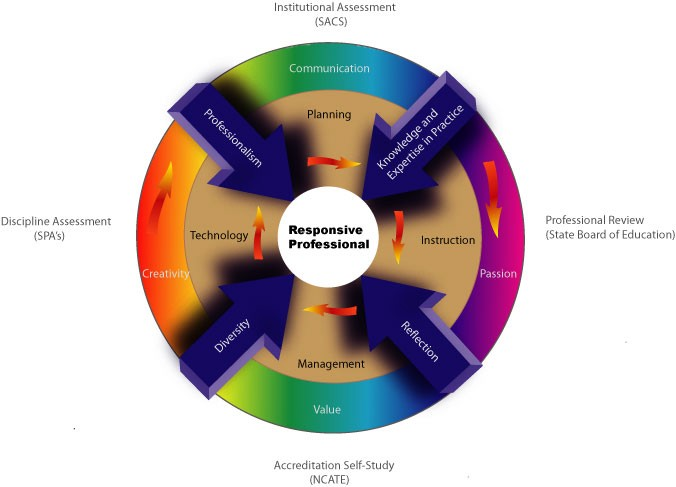 Institutional Assessment
(SACS)
Communication
Planning
Professionalism
Knowledge and
Expertise in Practice
Discipline Assessment
(SPA's)
Technology
Responsive
Professional
Instruction
Professional Review
(State Board of Education)
Creativity
Passion
Diversity
Reflection
Management
Value
Accreditation Self-Study
(NCATE)